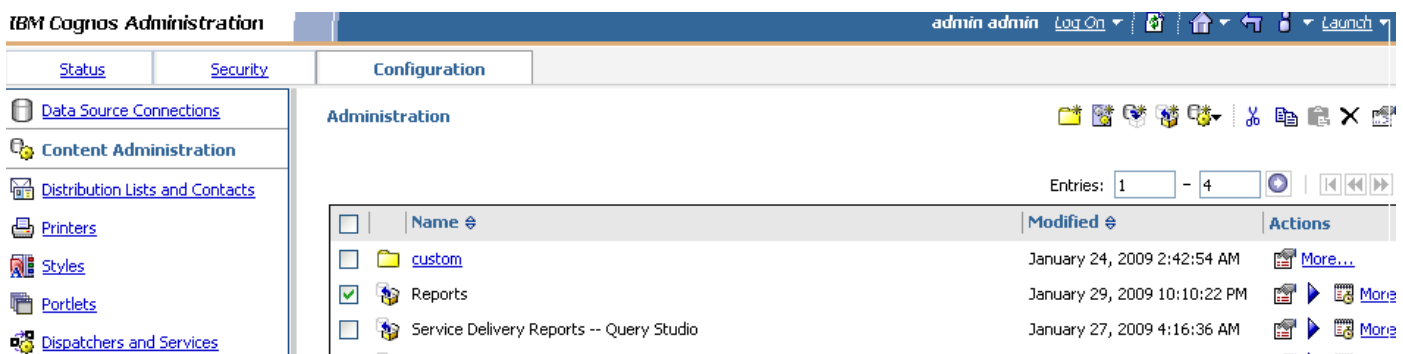 IBM Cognos Administration
admin admin Log On Launch
Status Security Configuration
Data Source Connections
Content Administration
Distribution Lists and Contacts
Printers
Styles
Portlets
Dispatchers and Services
Administration
Entries: 1 - 4
Name Modified Actions
custom January 24, 2009 2:42:54 AM More...
Reports January 29, 2009 10:10:22 PM More
Service Delivery Reports -- Query Studio January 27, 2009 4:16:36 AM More